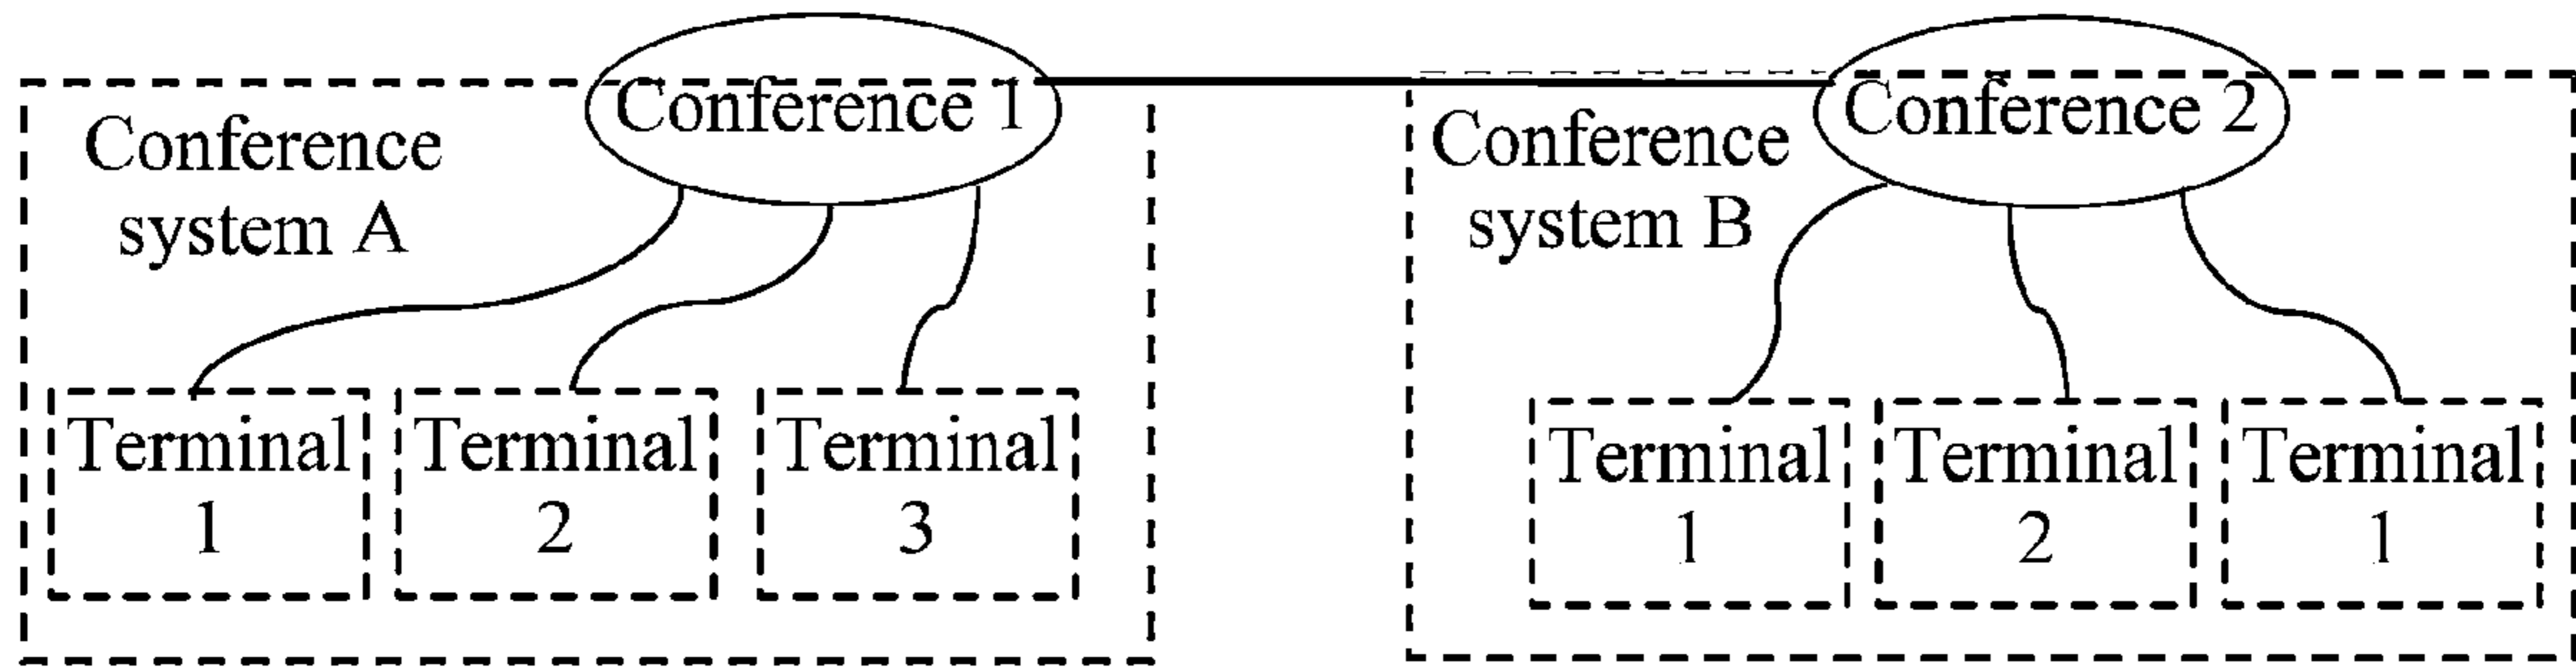 Conference 1
Conference
system A
Terminal
1
Terminal
2
Terminal
3
Conference 2
Conference
system B
Terminal
1
Terminal
2
Terminal
1